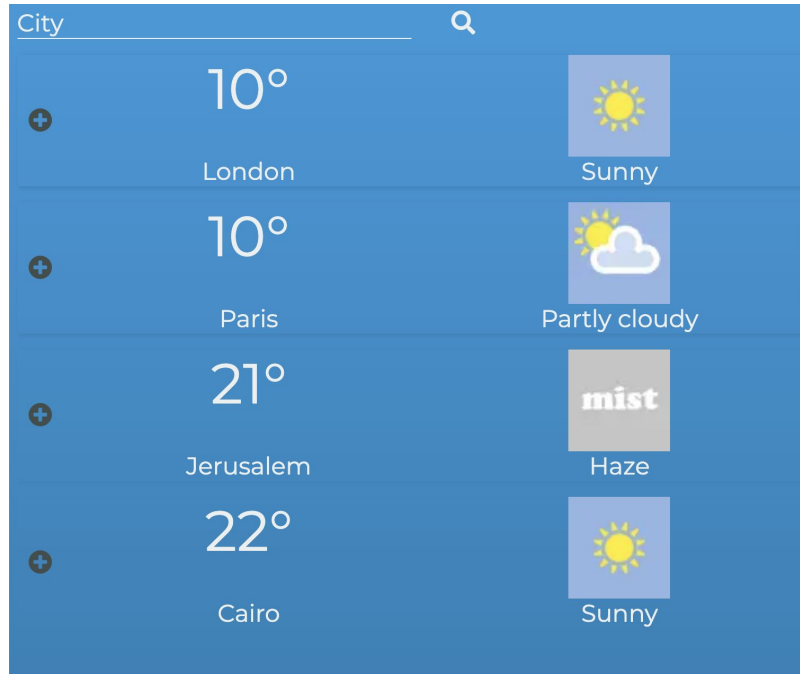 City
10°
London
Sunny
10°
Paris
Partly cloudy
21°
mist
Jerusalem
Haze
22°
Cairo
Sunny